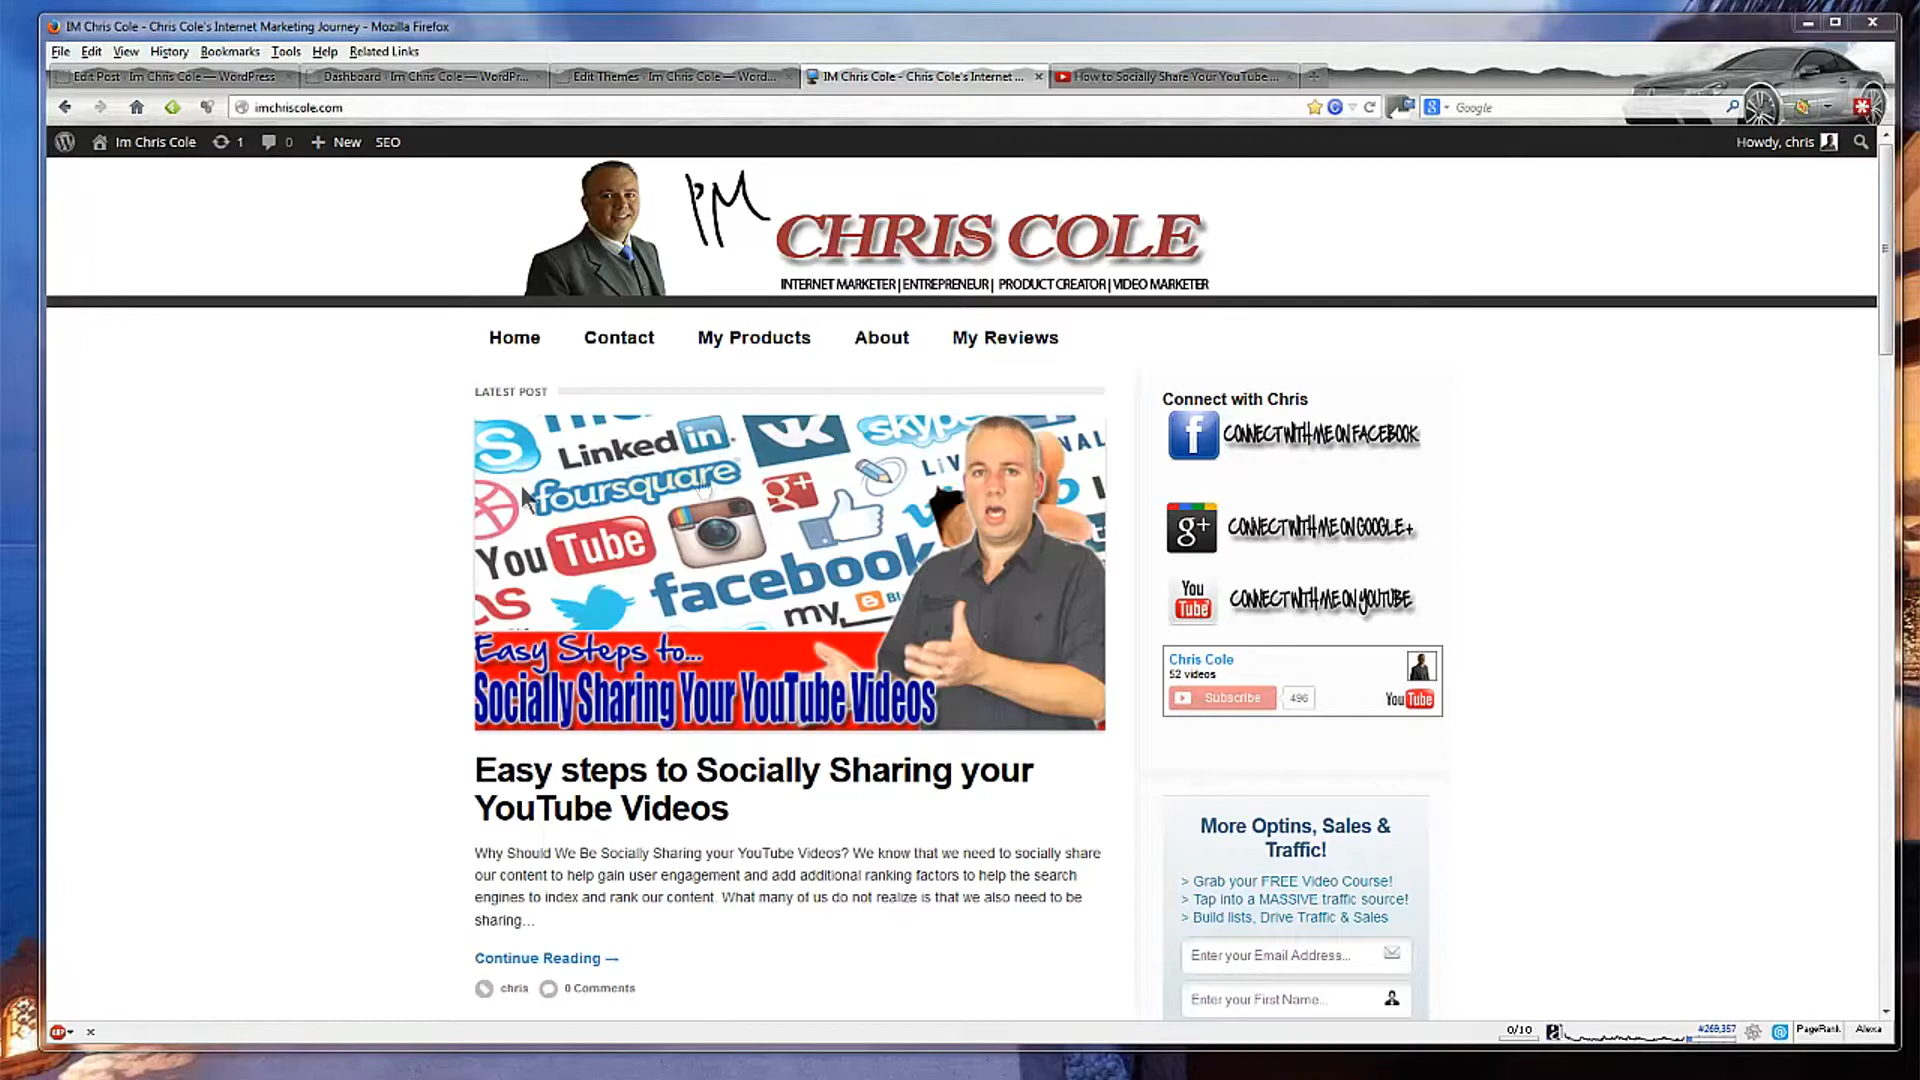 IM Chris Cole - Chris Cole's Internet Marketing Journey - Mozilla Firefox
File Edit View History Bookmarks Tools Help Related Links
Edit Post · Im Chris Cole — WordPress
Dashboard · Im Chris Cole — WordPr...
Edit Themes · Im Chris Cole — Word...
IM Chris Cole - Chris Cole's Internet ...
How to Socially Share Your YouTube ...
imchriscole.com
Google
Im Chris Cole 1 0 New SEO
Howdy, chris
IM
CHRIS COLE
INTERNET MARKETER | ENTREPRENEUR | PRODUCT CREATOR | VIDEO MARKETER
Home Contact My Products About My Reviews
LATEST POST
LinkedIn
skype
foursquare
g+
You Tube
facebook
my
Easy Steps to...
Socially Sharing Your YouTube Videos
Easy steps to Socially Sharing your
YouTube Videos
Why Should We Be Socially Sharing your YouTube Videos? We know that we need to socially share
our content to help gain user engagement and add additional ranking factors to help the search
engines to index and rank our content. What many of us do not realize is that we also need to be
sharing...
Continue Reading →
chris 0 Comments
Connect with Chris
f CONNECT WITH ME ON FACEBOOK
g+ CONNECT WITH ME ON GOOGLE+
You Tube CONNECT WITH ME ON YOUTUBE
Chris Cole
52 videos
Subscribe 496 You Tube
More Optins, Sales &
Traffic!
> Grab your FREE Video Course!
> Tap into a MASSIVE traffic source!
> Build lists, Drive Traffic & Sales
Enter your Email Address...
Enter your First Name...
0/10 #269,357 PageRank Alexa